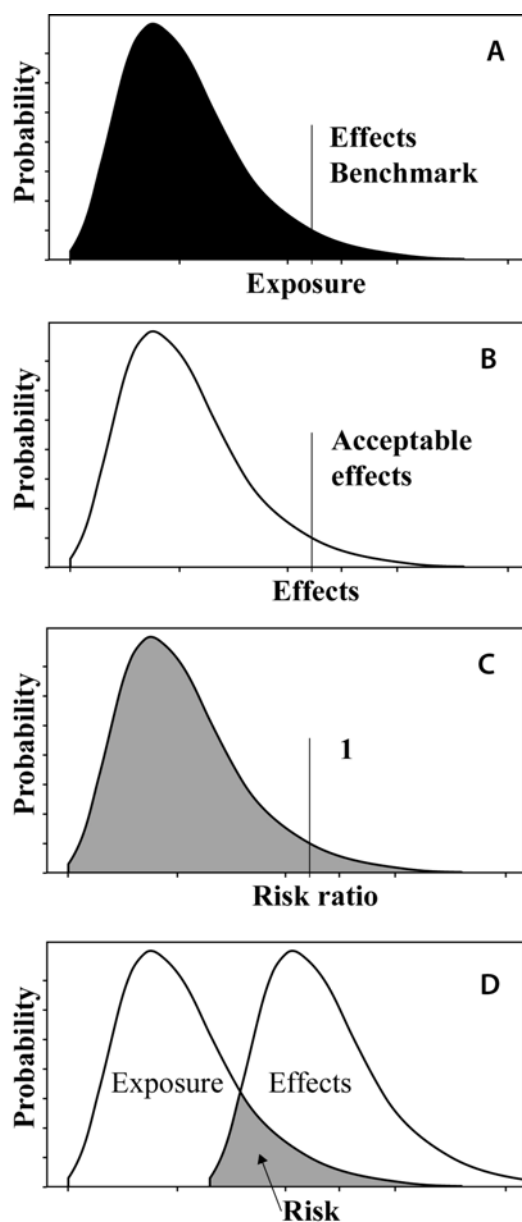 A
Probability
Effects
Benchmark
Exposure
B
Probability
Acceptable
effects
Effects
C
Probability
1
Risk ratio
D
Probability
Exposure
Effects
Risk